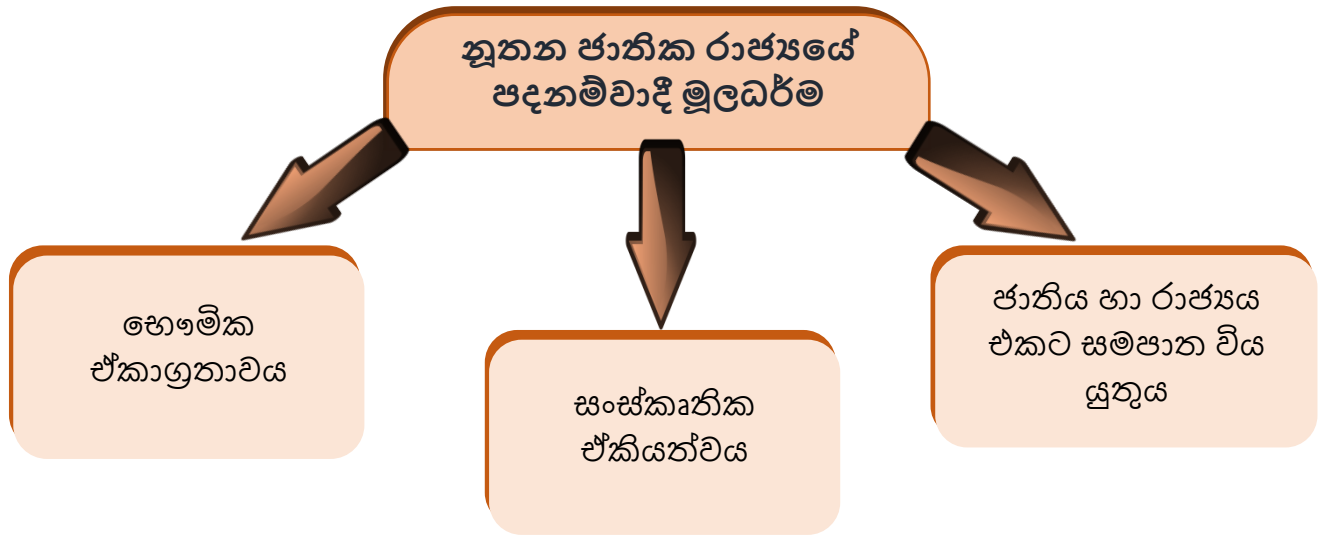 නූතන ජාතික රාජ්‍යයේ
පදනම්වාදී මූලධර්ම
භෞමික
ඒකාග්‍රතාවය
සංස්කෘතික
ඒකියත්වය
ජාතිය හා රාජ්‍යය
එකට සමපාත විය
යුතුය